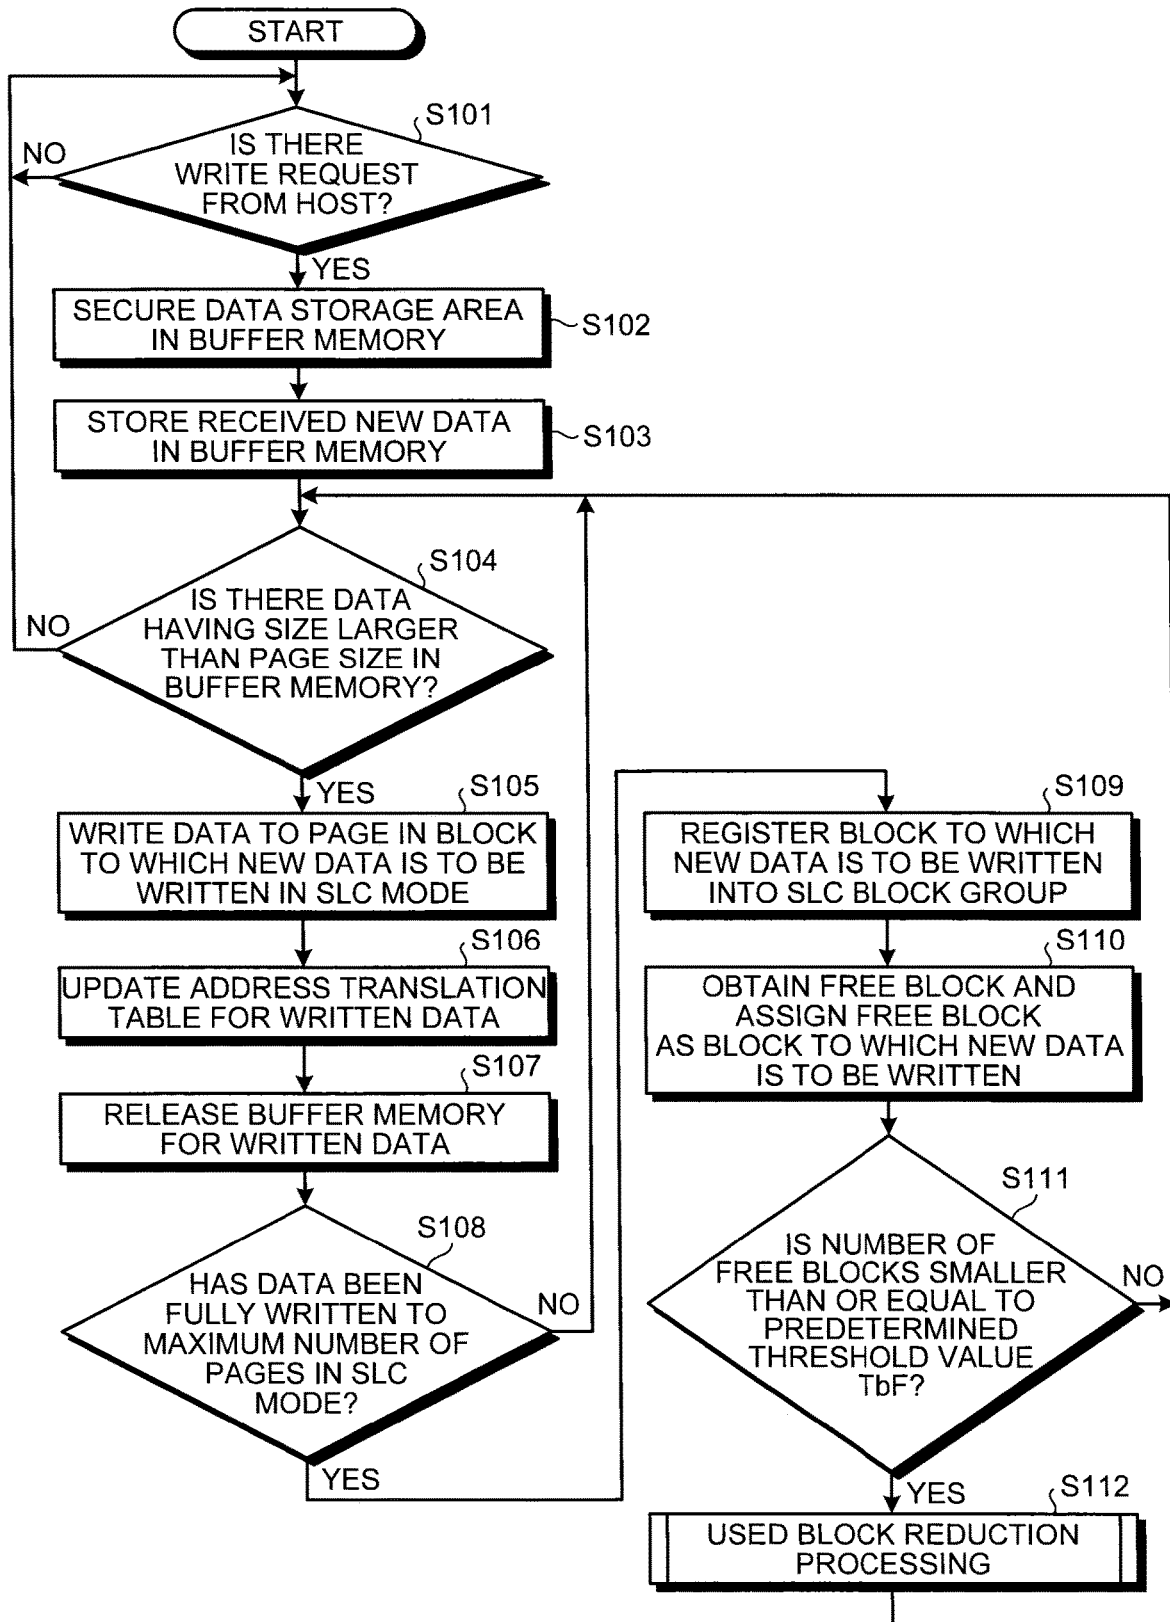 START
S101
NO
IS THERE
WRITE REQUEST
FROM HOST?
YES
SECURE DATA STORAGE AREA
IN BUFFER MEMORY
S102
STORE RECEIVED NEW DATA
IN BUFFER MEMORY
S103
S104
NO
IS THERE DATA
HAVING SIZE LARGER
THAN PAGE SIZE IN
BUFFER MEMORY?
YES
S105
WRITE DATA TO PAGE IN BLOCK
TO WHICH NEW DATA IS TO BE
WRITTEN IN SLC MODE
S106
UPDATE ADDRESS TRANSLATION
TABLE FOR WRITTEN DATA
S107
RELEASE BUFFER MEMORY
FOR WRITTEN DATA
S108
HAS DATA BEEN
FULLY WRITTEN TO
MAXIMUM NUMBER OF
PAGES IN SLC
MODE?
NO
YES
S109
REGISTER BLOCK TO WHICH
NEW DATA IS TO BE WRITTEN
INTO SLC BLOCK GROUP
S110
OBTAIN FREE BLOCK AND
ASSIGN FREE BLOCK
AS BLOCK TO WHICH NEW DATA
IS TO BE WRITTEN
S111
IS NUMBER OF
FREE BLOCKS SMALLER
THAN OR EQUAL TO
PREDETERMINED
THRESHOLD VALUE
TbF?
NO
YES
S112
USED BLOCK REDUCTION
PROCESSING